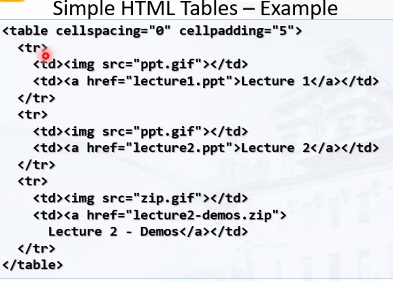 Simple HTML Tables – Example
<table cellspacing="0" cellpadding="5">
  <tr>
    <td><img src="ppt.gif"></td>
    <td><a href="lecture1.ppt">Lecture 1</a></td>
  </tr>
  <tr>
    <td><img src="ppt.gif"></td>
    <td><a href="lecture2.ppt">Lecture 2</a></td>
  </tr>
  <tr>
    <td><img src="zip.gif"></td>
    <td><a href="lecture2-demos.zip">
      Lecture 2 - Demos</a></td>
  </tr>
</table>